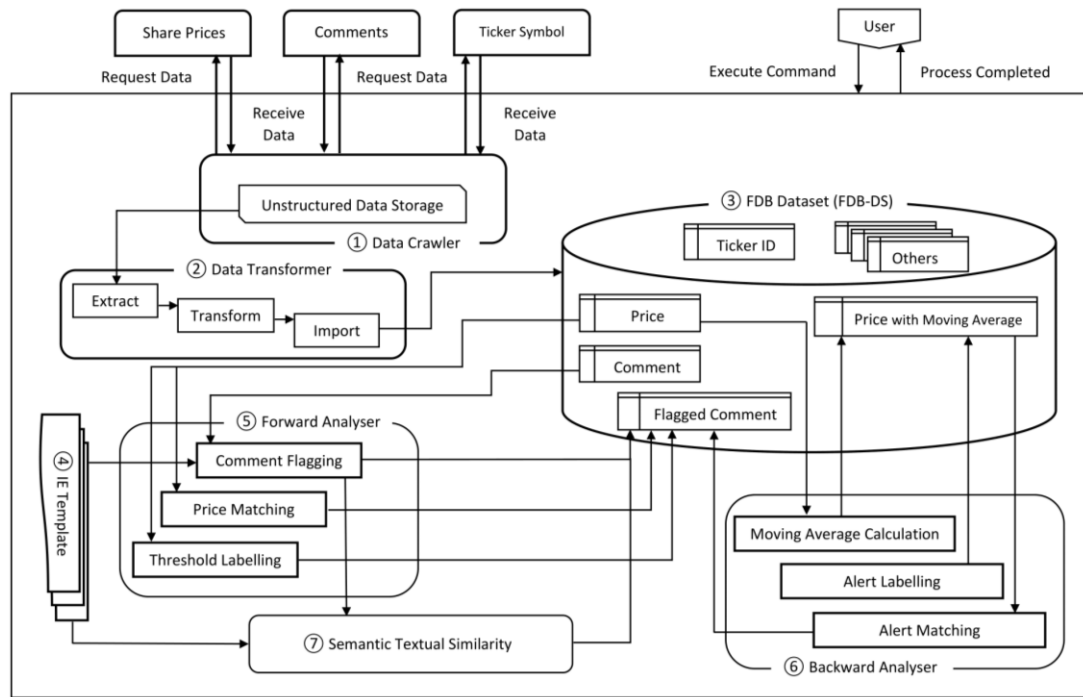 Share Prices
Comments
Ticker Symbol
User
Request Data
Request Data
Execute Command
Process Completed
Receive
Data
Receive
Data
Unstructured Data Storage
① Data Crawler
② Data Transformer
Extract
Transform
Import
③ FDB Dataset (FDB-DS)
Ticker ID
Others
Price
Price with Moving Average
Comment
Flagged Comment
④ IE Template
⑤ Forward Analyser
Comment Flagging
Price Matching
Threshold Labelling
Moving Average Calculation
Alert Labelling
Alert Matching
⑥ Backward Analyser
⑦ Semantic Textual Similarity